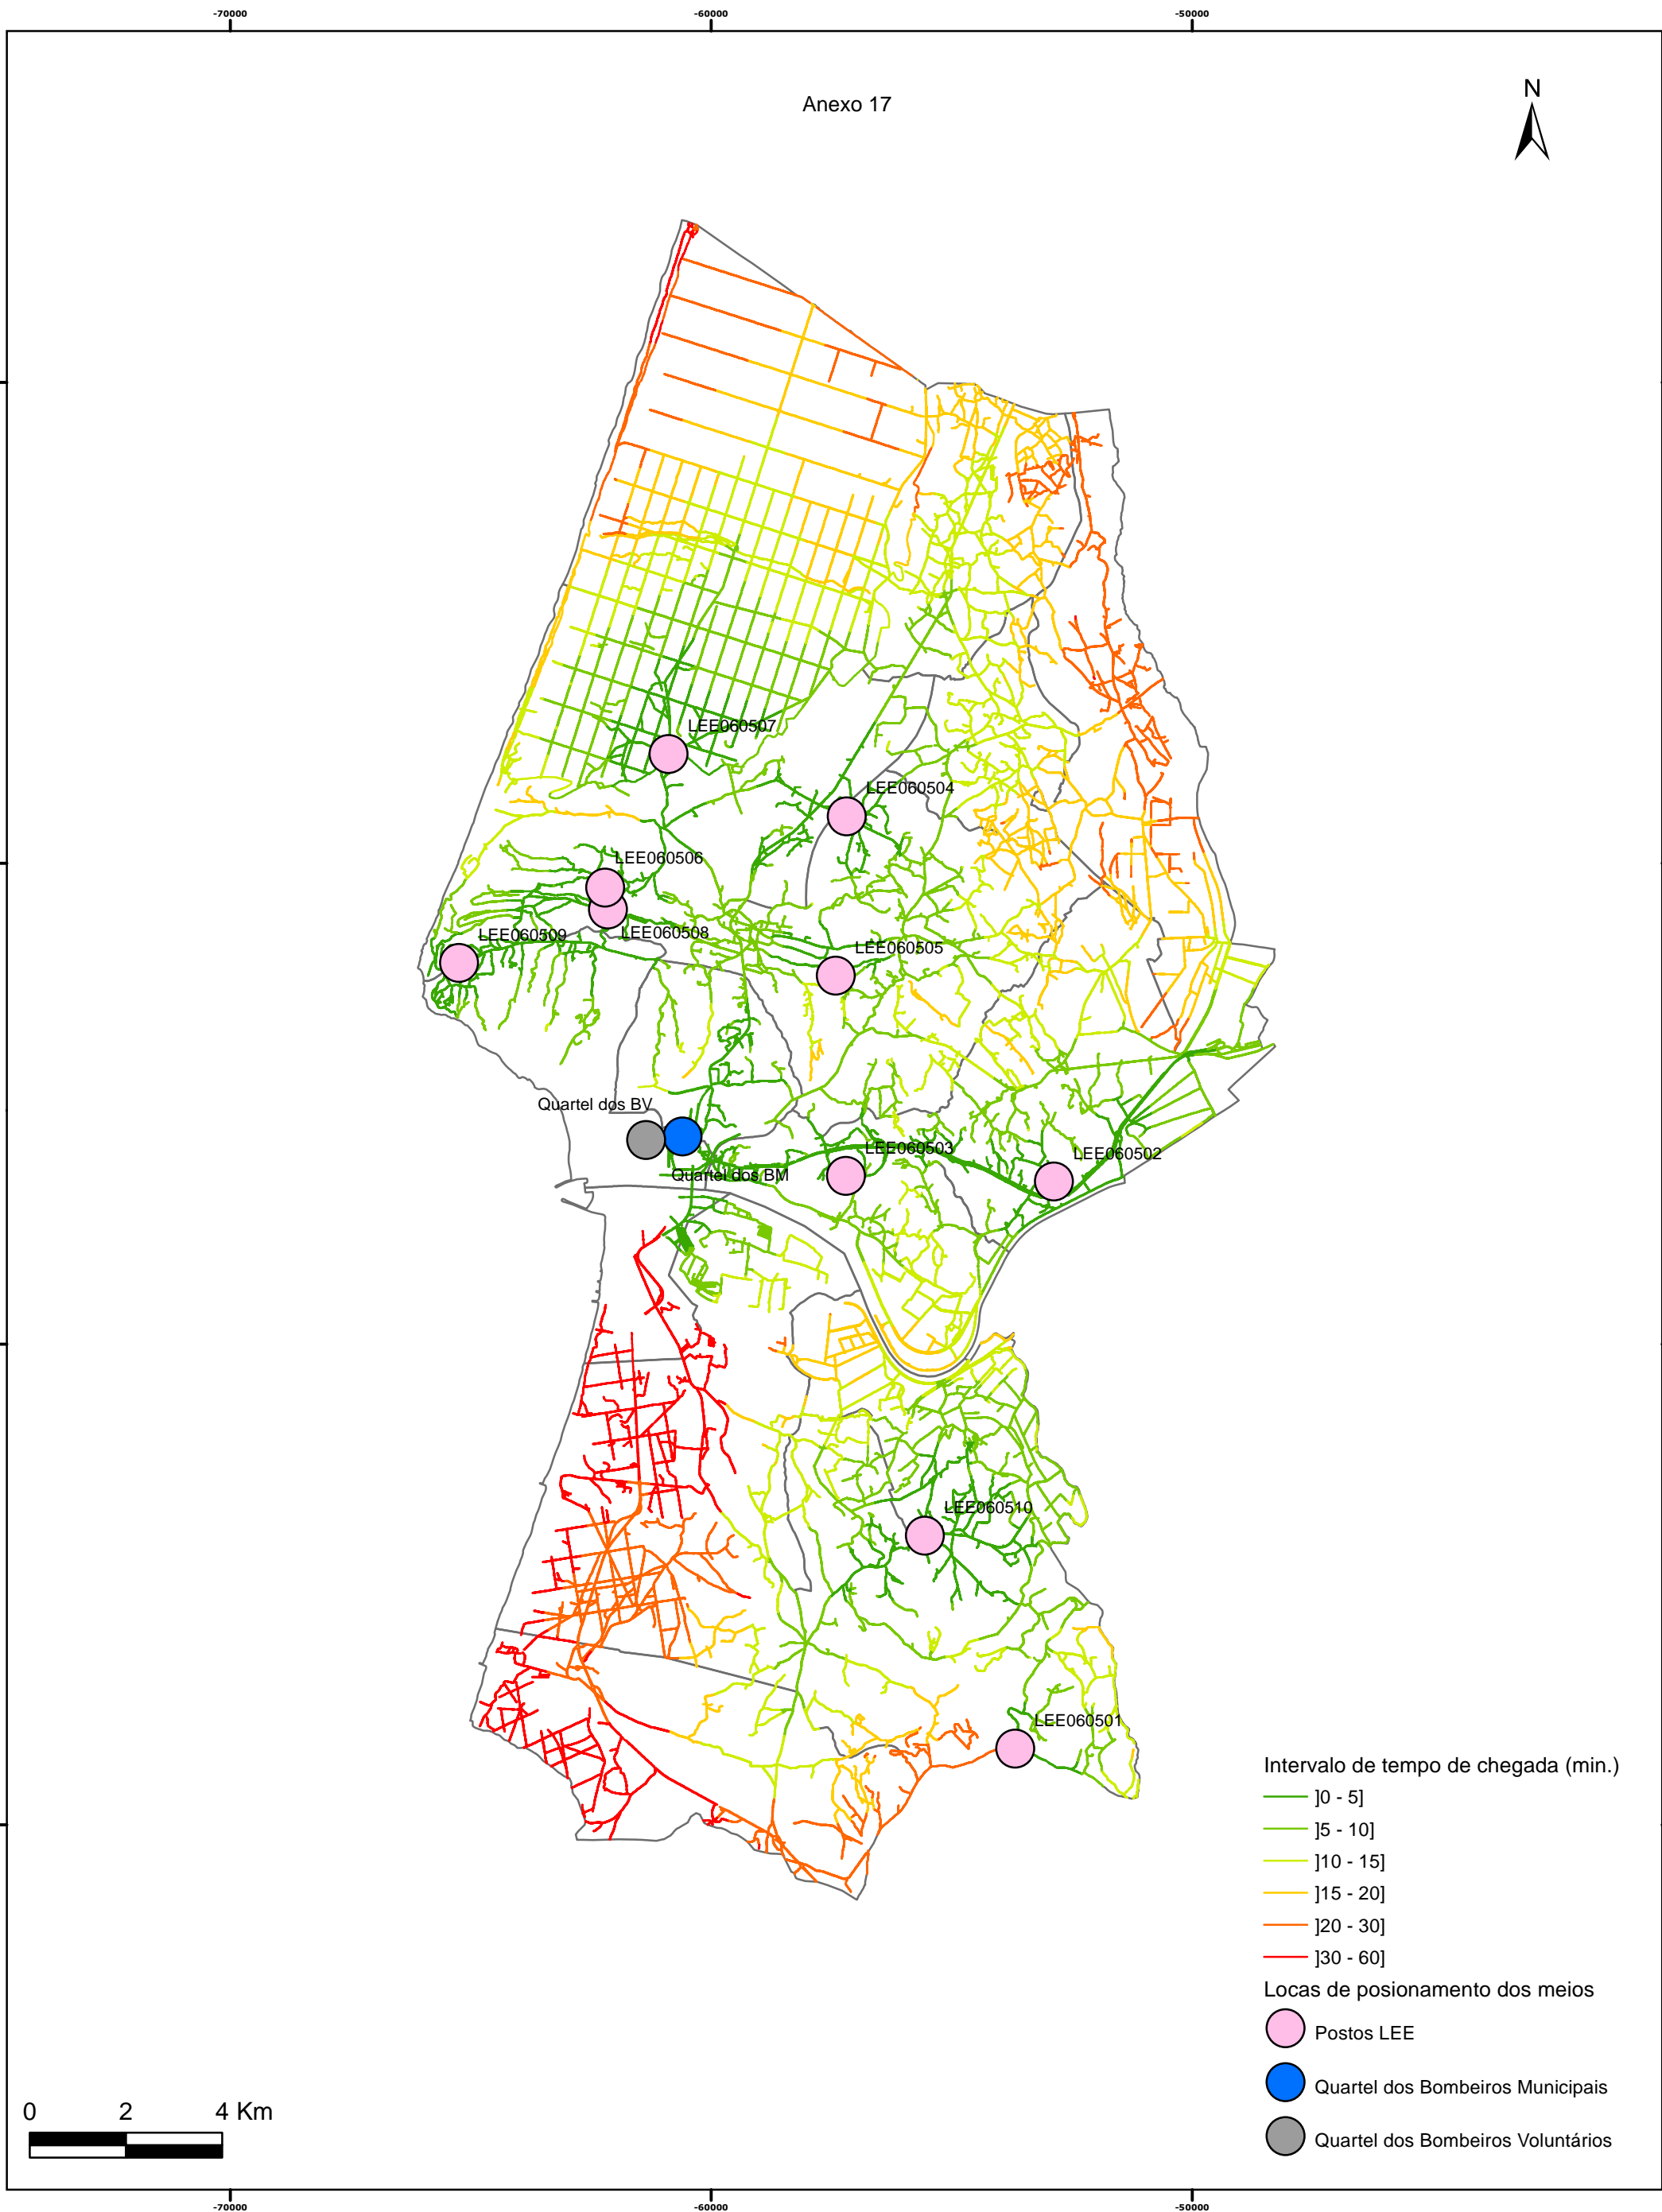 -70000
-60000
-50000
Anexo 17
N
LEE060507
LEE060504
LEE060506
LEE060508
LEE060509
LEE060505
Quartel dos BV
LEE060503
LEE060502
Quartel dos BM
LEE060510
LEE060501
Intervalo de tempo de chegada (min.)
]0 - 5]
]5 - 10]
]10 - 15]
]15 - 20]
]20 - 30]
]30 - 60]
Locas de posionamento dos meios
Postos LEE
Quartel dos Bombeiros Municipais
Quartel dos Bombeiros Voluntários
0 2 4 Km
-70000
-60000
-50000